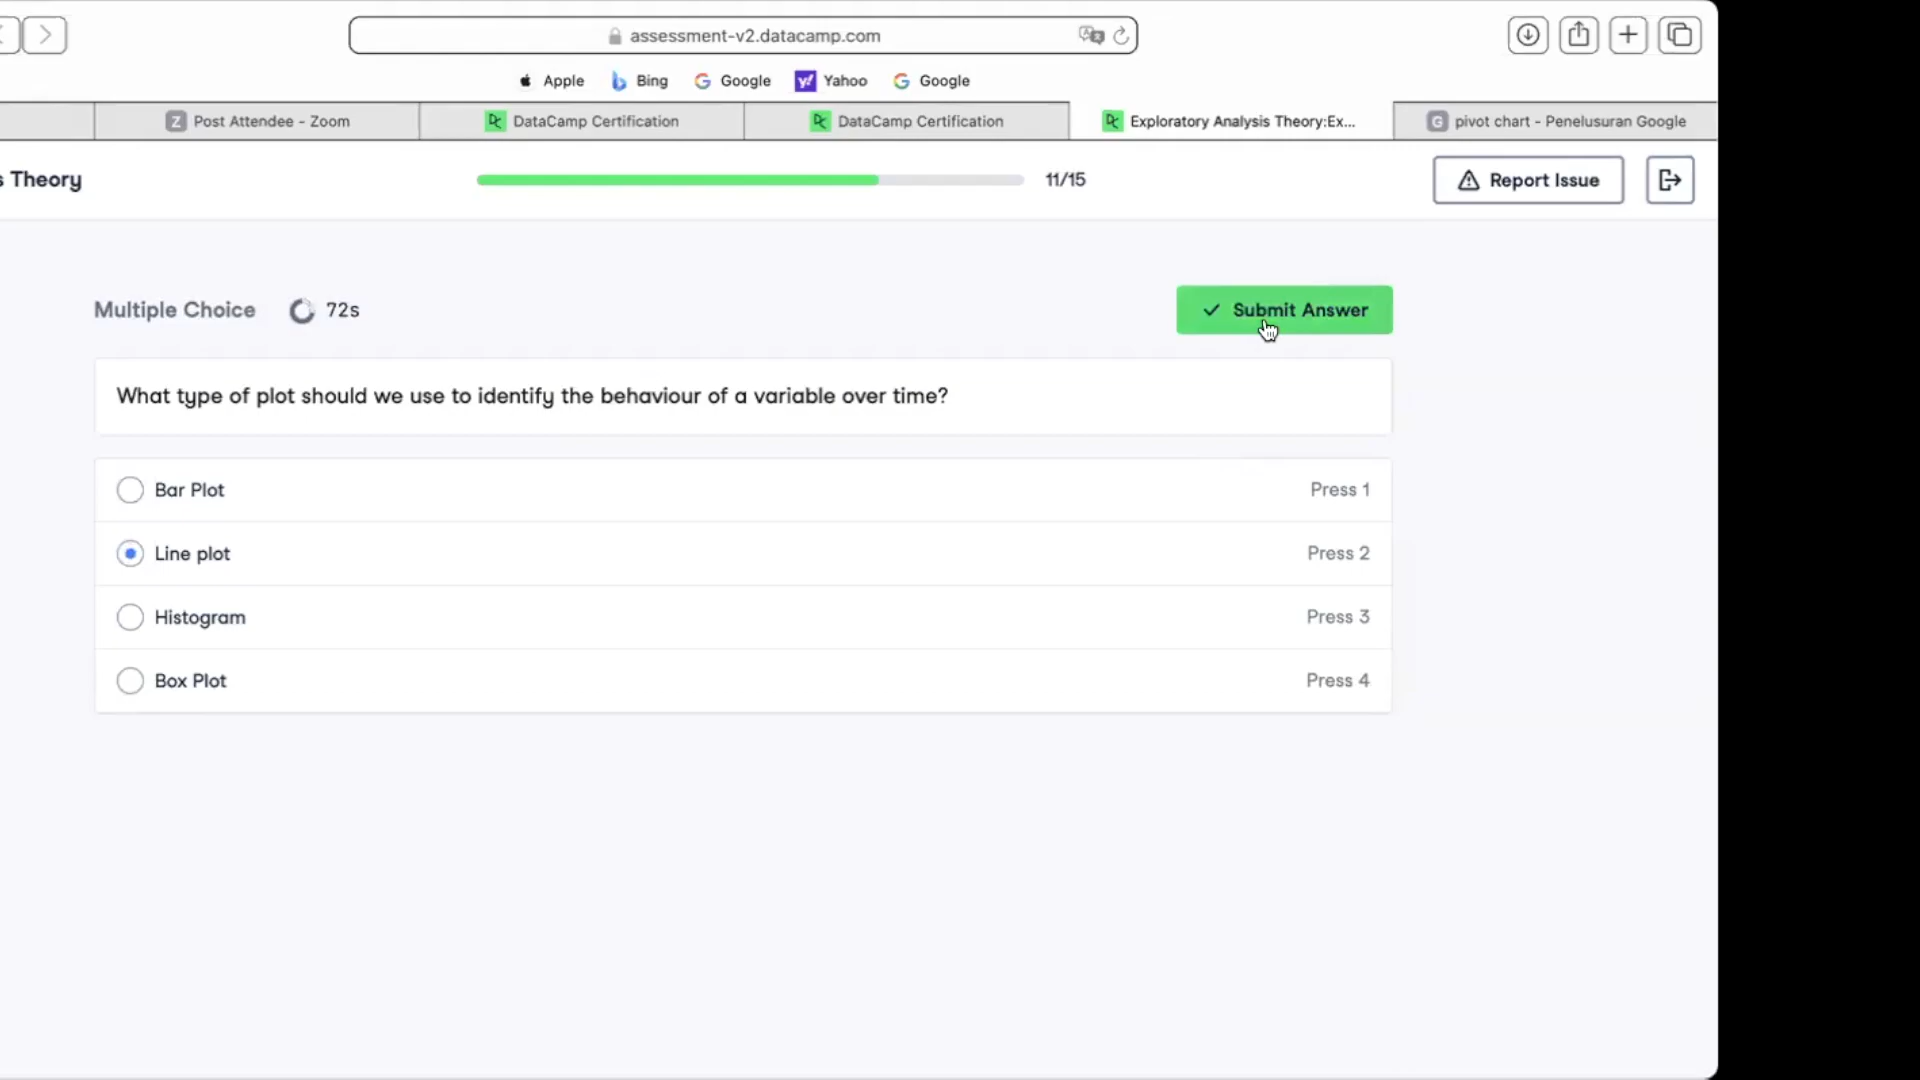 assessment-v2.datacamp.com
Apple Bing Google Yahoo Google
Post Attendee - Zoom DataCamp Certification DataCamp Certification Exploratory Analysis Theory:Ex... pivot chart - Penelusuran Google
s Theory 11/15 Report Issue
Multiple Choice 72s Submit Answer
What type of plot should we use to identify the behaviour of a variable over time?
Bar Plot Press 1
Line plot Press 2
Histogram Press 3
Box Plot Press 4